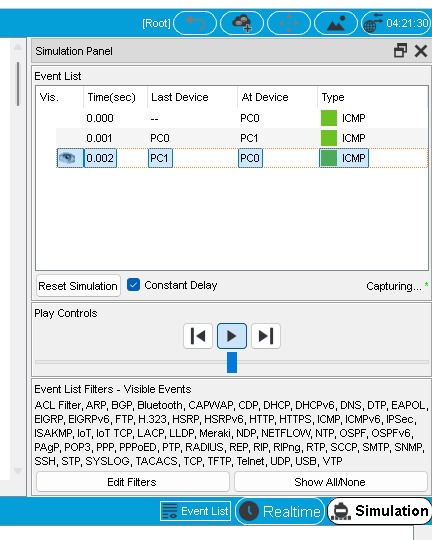 [Root] 04:21:30
Simulation Panel
Event List
Vis. Time(sec) Last Device At Device Type
0.000 -- PC0 ICMP
0.001 PC0 PC1 ICMP
0.002 PC1 PC0 ICMP
Reset Simulation Constant Delay Capturing... *
Play Controls
Event List Filters - Visible Events
ACL Filter, ARP, BGP, Bluetooth, CAPWAP, CDP, DHCP, DHCPv6, DNS, DTP, EAPOL,
EIGRP, EIGRPv6, FTP, H.323, HSRP, HSRPv6, HTTP, HTTPS, ICMP, ICMPv6, IPSec,
ISAKMP, IoT, IoT TCP, LACP, LLDP, Meraki, NDP, NETFLOW, NTP, OSPF, OSPFv6,
PAgP, POP3, PPP, PPPoED, PTP, RADIUS, REP, RIP, RIPng, RTP, SCCP, SMTP, SNMP,
SSH, STP, SYSLOG, TACACS, TCP, TFTP, Telnet, UDP, USB, VTP
Edit Filters Show All/None
Event List Realtime Simulation